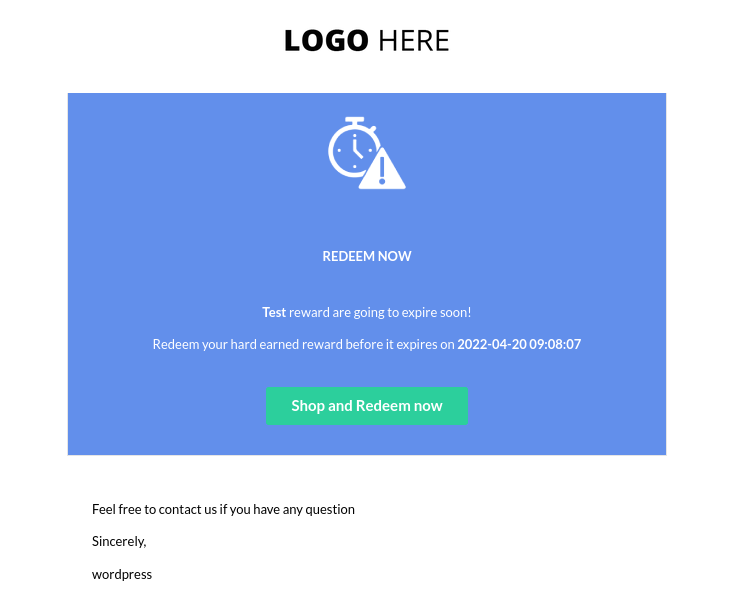 LOGO HERE
REDEEM NOW
Test reward are going to expire soon!
Redeem your hard earned reward before it expires on 2022-04-20 09:08:07
Shop and Redeem now
Feel free to contact us if you have any question
Sincerely,
wordpress